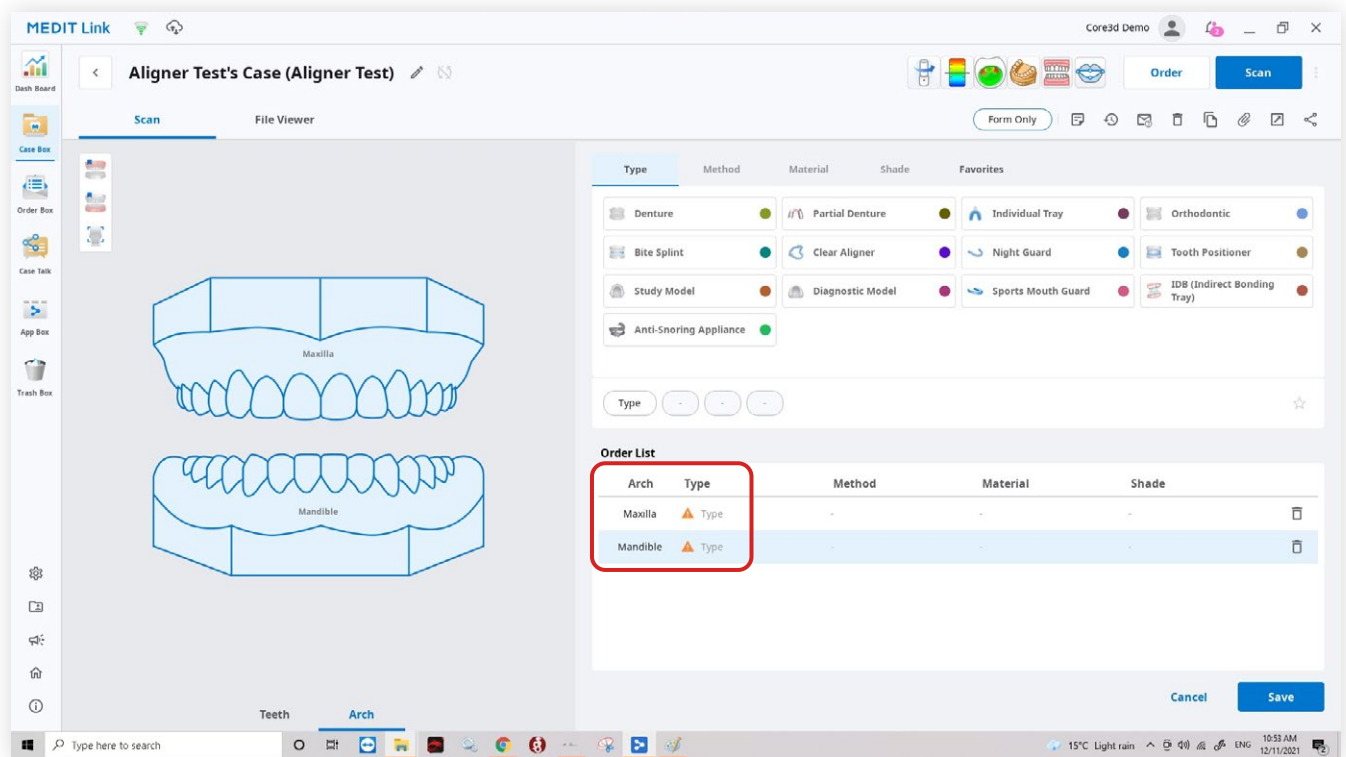 MEDIT Link
Core3d Demo
2
Dash Board
Aligner Test's Case (Aligner Test)
Order
Scan
Case Box
Scan
File Viewer
Form Only
Order Box
Case Talk
App Box
Trash Box
Type
Method
Material
Shade
Favorites
Denture
Partial Denture
Individual Tray
Orthodontic
Bite Splint
Clear Aligner
Night Guard
Tooth Positioner
Study Model
Diagnostic Model
Sports Mouth Guard
IDB (Indirect Bonding
Tray)
Anti-Snoring Appliance
Type
-
-
-
Maxilla
Mandible
Order List
Arch
Type
Method
Material
Shade
Maxilla
Type
-
-
-
Mandible
Type
-
-
-
Cancel
Save
Teeth
Arch
Type here to search
15°C Light rain
ENG
10:53 AM
12/11/2021
2